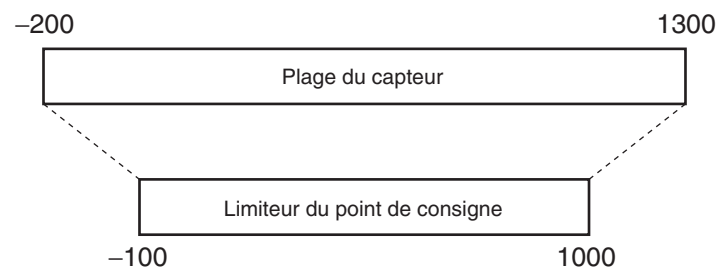 −200 1300
Plage du capteur
Limiteur du point de consigne
−100 1000